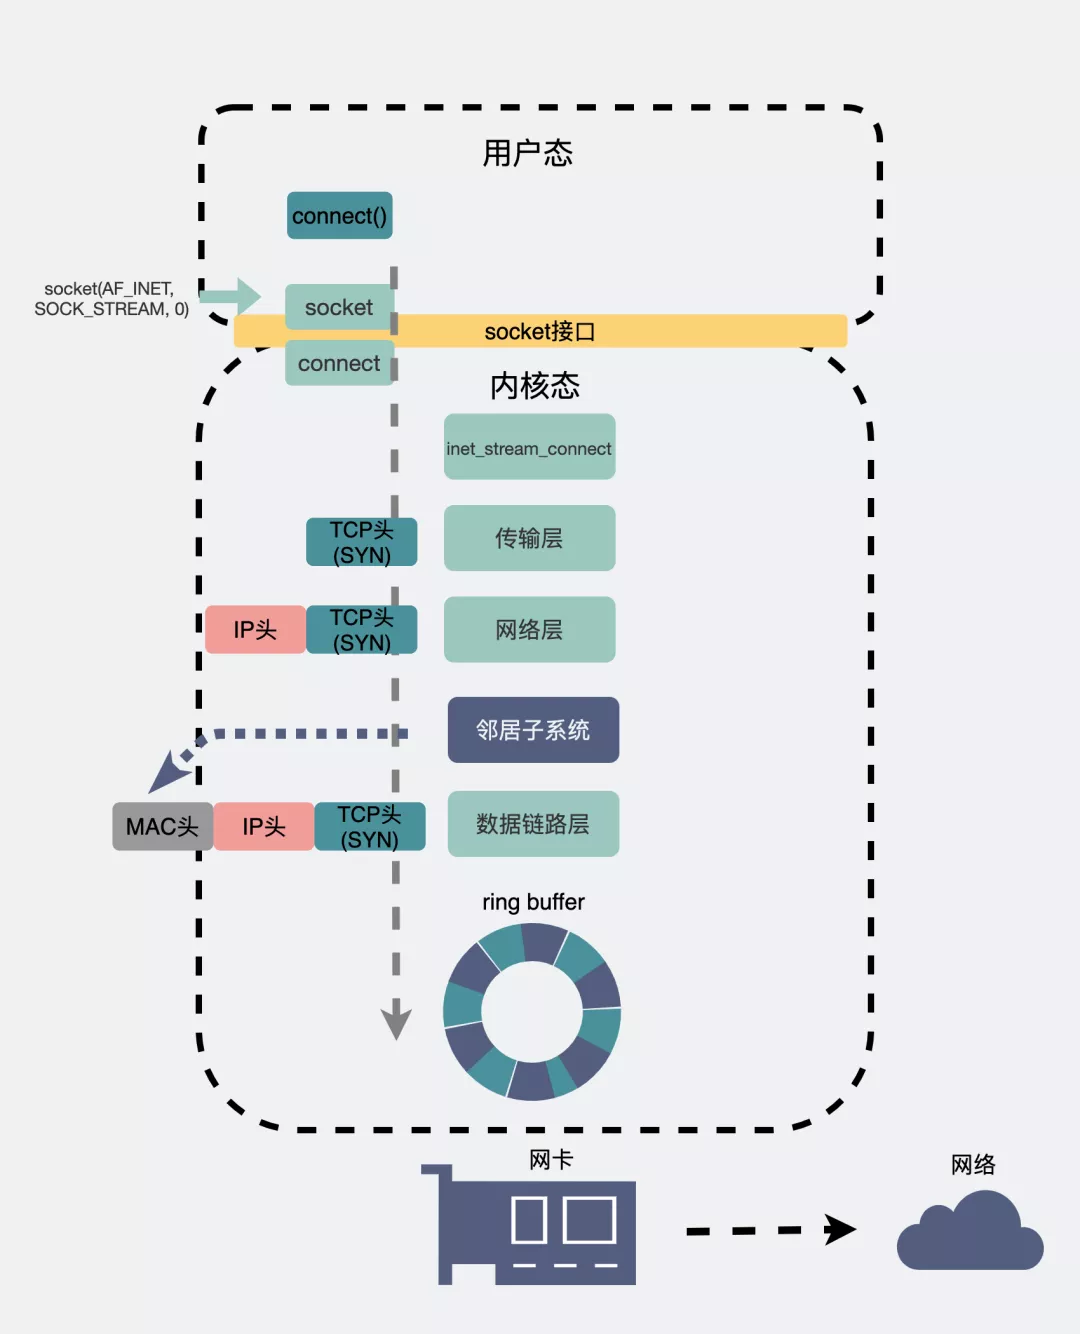 用户态
connect()
socket(AF_INET,
SOCK_STREAM, 0)
socket
socket接口
connect
内核态
inet_stream_connect
TCP头
(SYN)
传输层
IP头
TCP头
(SYN)
网络层
邻居子系统
MAC头
IP头
TCP头
(SYN)
数据链路层
ring buffer
网卡
网络